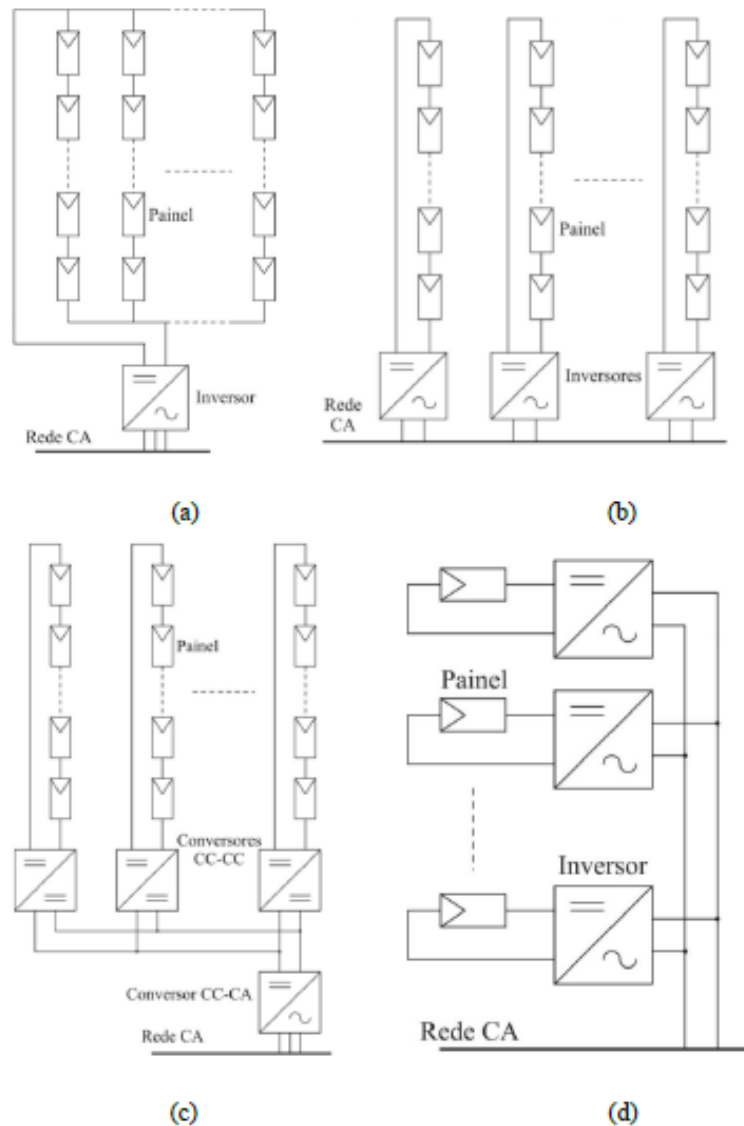 Painel
Inversor
Rede CA
(a)
Painel
Inversores
Rede
CA
(b)
Painel
Conversores
CC-CC
Conversor CC-CA
Rede CA
(c)
Painel
Inversor
Rede CA
(d)